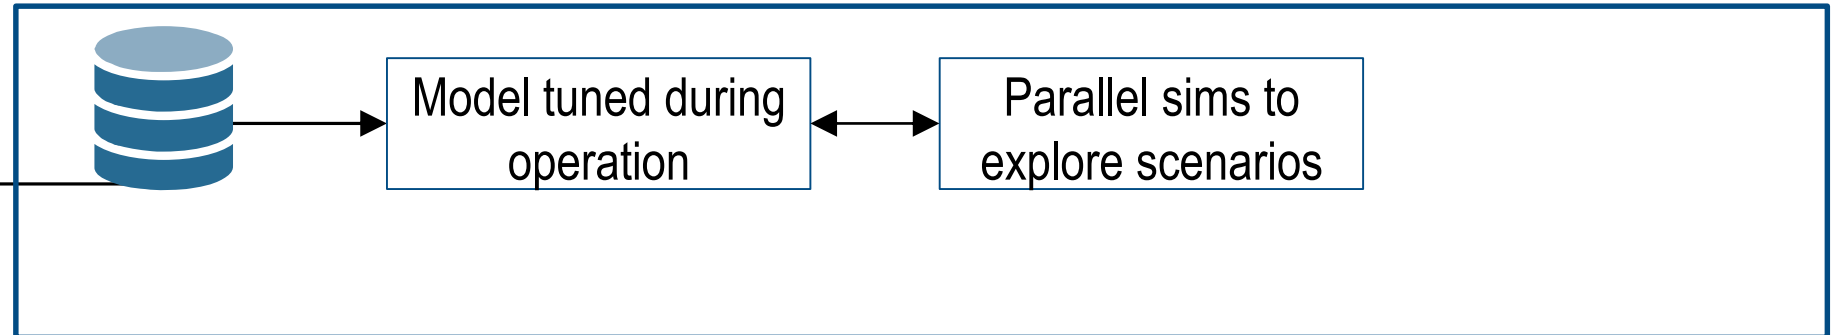 Model tuned during
operation
Parallel sims to
explore scenarios